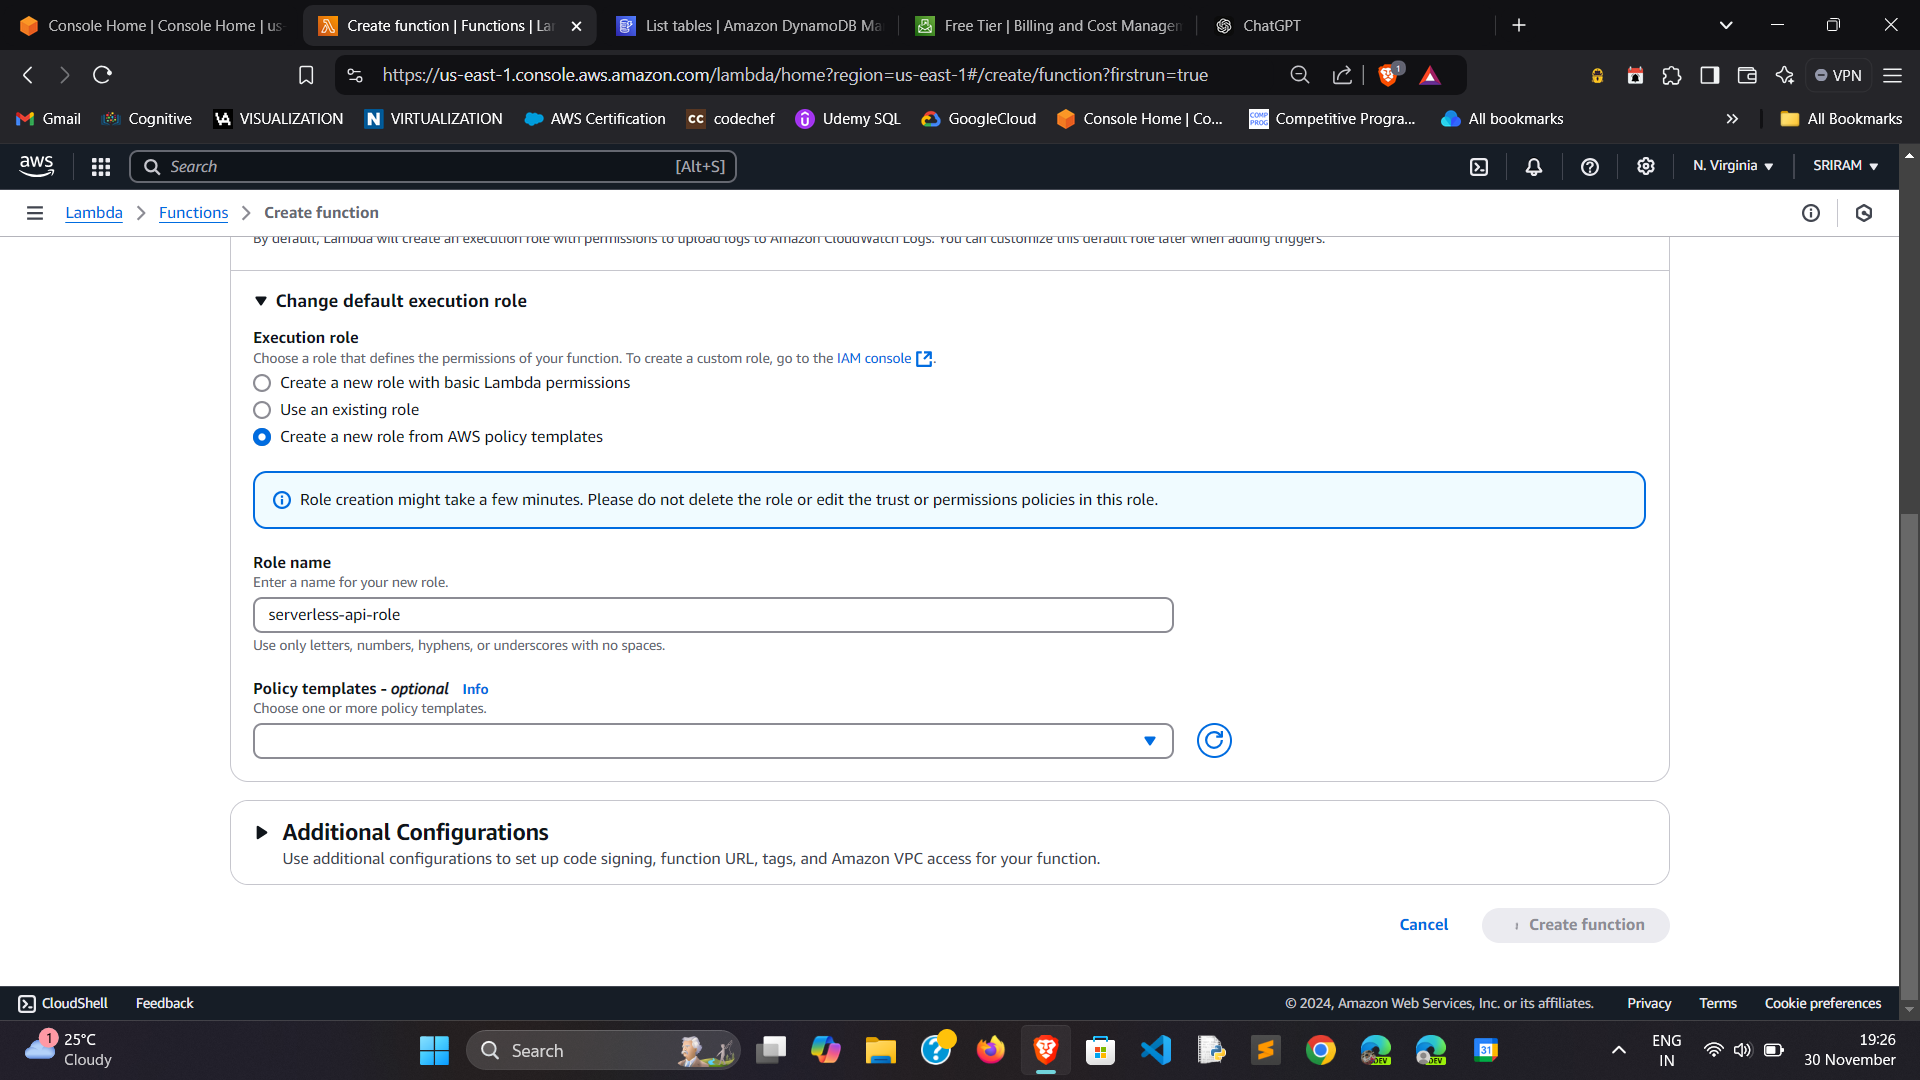 Console Home | Console Home | us-
Create function | Functions | La
List tables | Amazon DynamoDB Ma
Free Tier | Billing and Cost Managem
ChatGPT
https://us-east-1.console.aws.amazon.com/lambda/home?region=us-east-1#/create/function?firstrun=true
1
VPN
Gmail
Cognitive
VISUALIZATION
VIRTUALIZATION
AWS Certification
codechef
Udemy SQL
GoogleCloud
Console Home | Co...
Competitive Progra...
All bookmarks
All Bookmarks
aws
Search
[Alt+S]
N. Virginia
SRIRAM
Lambda
Functions
Create function
By default, Lambda will create an execution role with permissions to upload logs to Amazon CloudWatch Logs. You can customize this default role later when adding triggers.
Change default execution role
Execution role
Choose a role that defines the permissions of your function. To create a custom role, go to the IAM console.
Create a new role with basic Lambda permissions
Use an existing role
Create a new role from AWS policy templates
Role creation might take a few minutes. Please do not delete the role or edit the trust or permissions policies in this role.
Role name
Enter a name for your new role.
serverless-api-role
Use only letters, numbers, hyphens, or underscores with no spaces.
Policy templates - optional Info
Choose one or more policy templates.
Additional Configurations
Use additional configurations to set up code signing, function URL, tags, and Amazon VPC access for your function.
Cancel
Create function
CloudShell
Feedback
© 2024, Amazon Web Services, Inc. or its affiliates.
Privacy
Terms
Cookie preferences
1
25°C
Cloudy
Search
DEV
DEV
31
ENG
IN
19:26
30 November